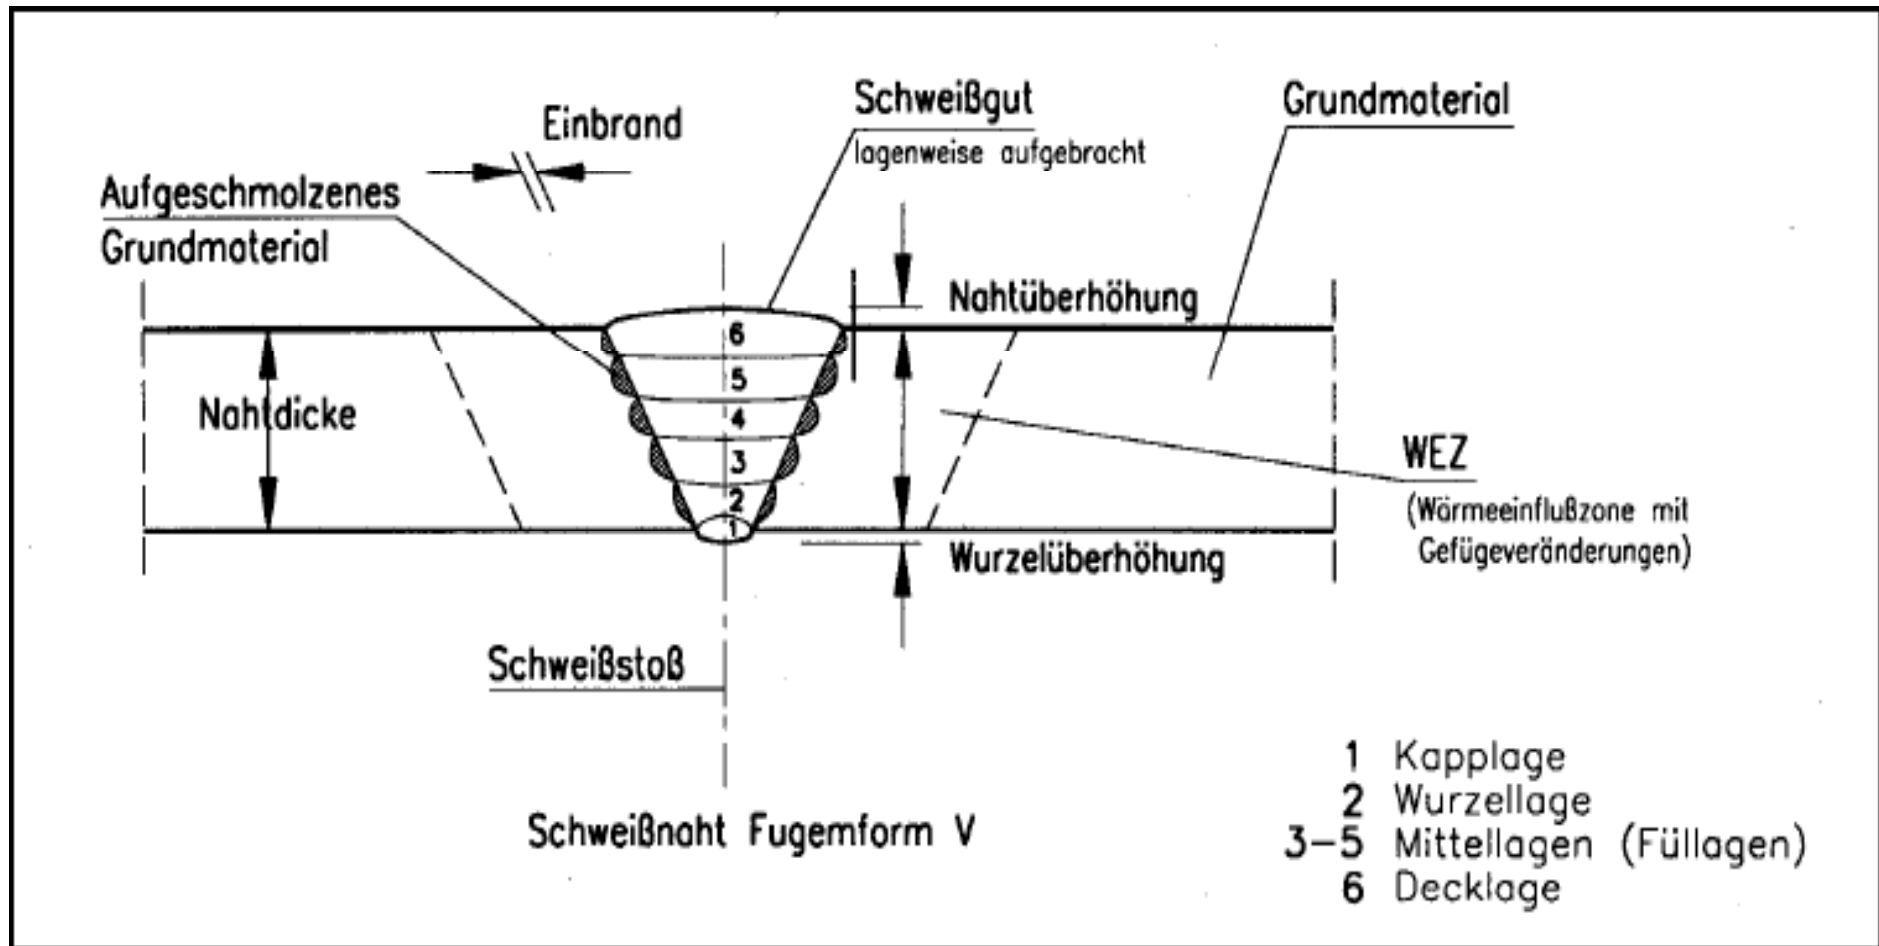 Einbrand
Schweißgut
lagenweise aufgebracht
Grundmaterial
Aufgeschmolzenes
Grundmaterial
Nahtüberhöhung
6
5
4
3
2
1
Nahtdicke
WEZ
(Wärmeeinflußzone mit
Gefügeveränderungen)
Wurzelüberhöhung
Schweißstoß
Schweißnaht Fugemform V
1 Kapplage
2 Wurzellage
3-5 Mittellagen (Füllagen)
6 Decklage